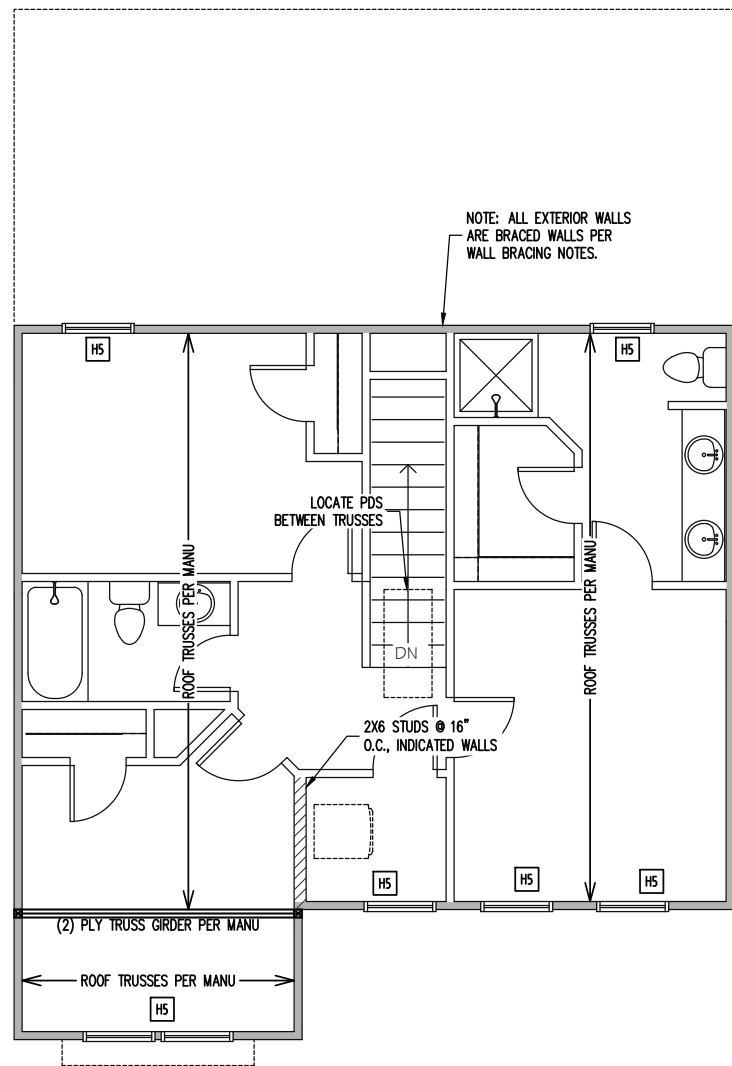 NOTE: ALL EXTERIOR WALLS
ARE BRACED WALLS PER
WALL BRACING NOTES.
H5
H5
LOCATE PDS
BETWEEN TRUSSES
ROOF TRUSSES PER MANU
ROOF TRUSSES PER MANU
DN
2X6 STUDS @ 16"
O.C., INDICATED WALLS
H5
H5
H5
(2) PLY TRUSS GIRDER PER MANU
ROOF TRUSSES PER MANU
H5